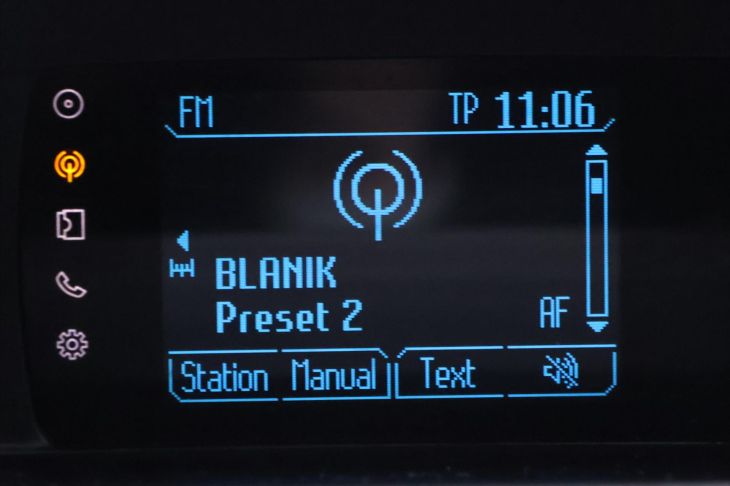 FM TP 11:06
BLANIK
Preset 2 AF
Station Manual Text